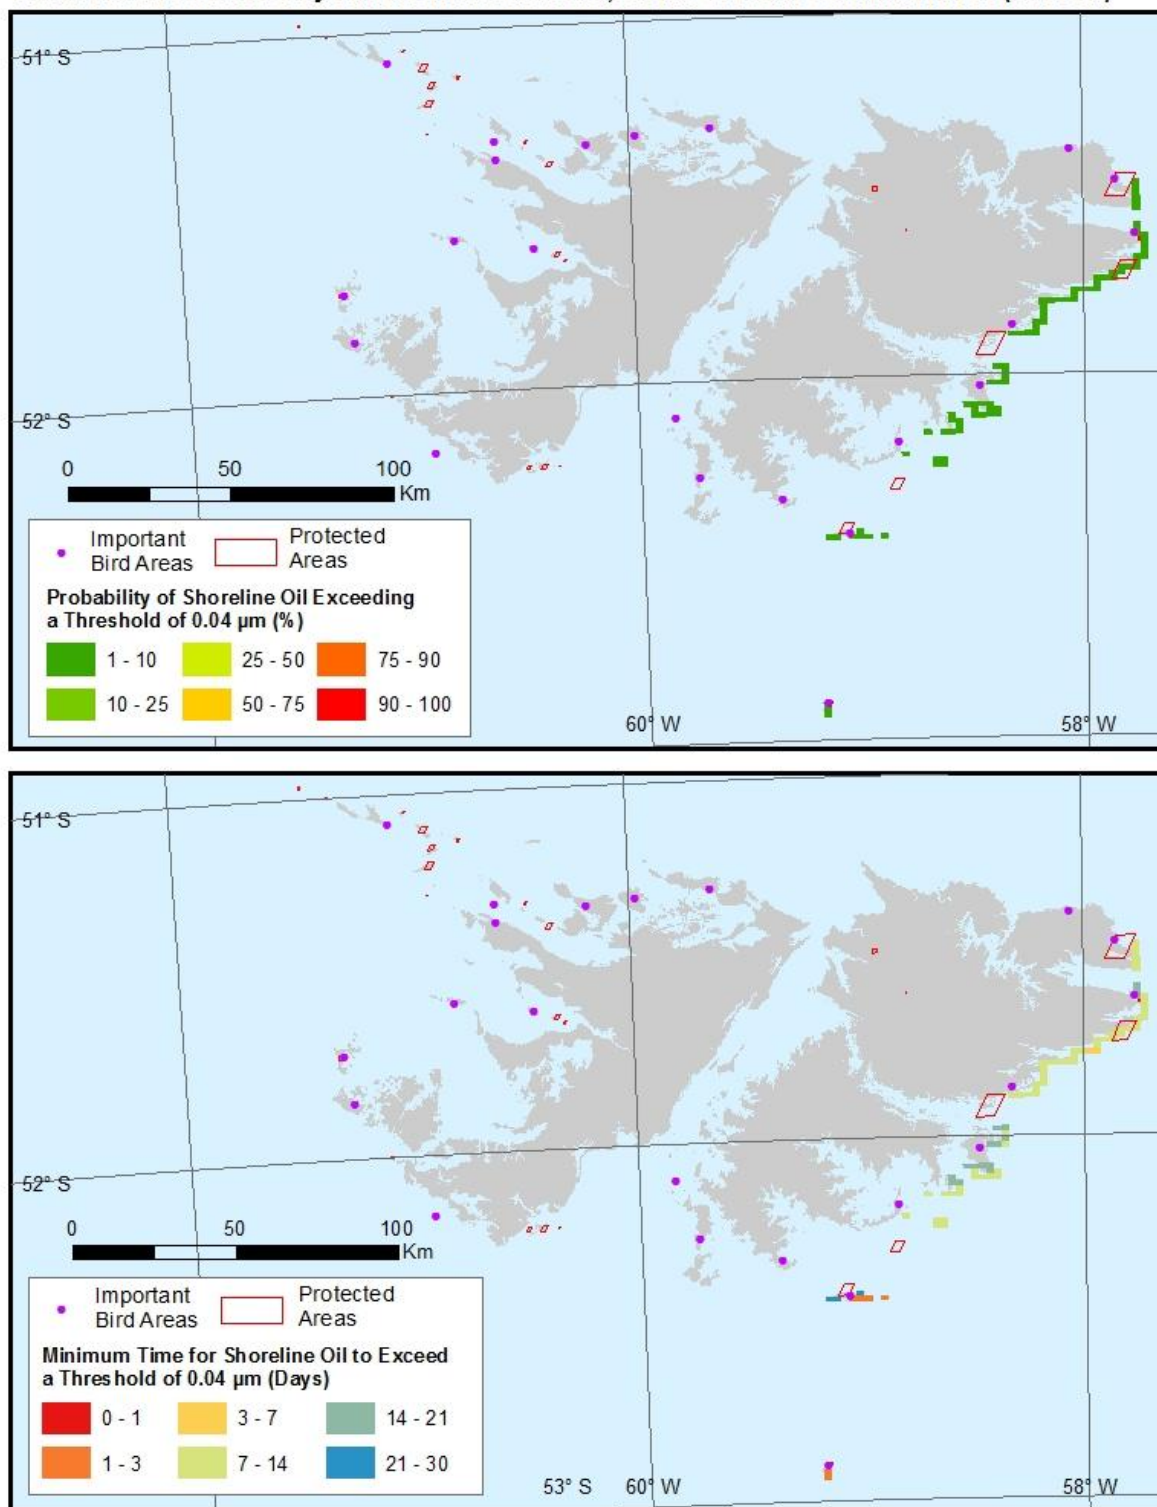 51° S
52° S
0 50 100
Km
Important Bird Areas
Protected Areas
Probability of Shoreline Oil Exceeding
a Threshold of 0.04 µm (%)
1 - 10
25 - 50
75 - 90
10 - 25
50 - 75
90 - 100
60° W
58° W
51° S
52° S
0 50 100
Km
Important Bird Areas
Protected Areas
Minimum Time for Shoreline Oil to Exceed
a Threshold of 0.04 µm (Days)
0 - 1
3 - 7
14 - 21
1 - 3
7 - 14
21 - 30
53° S
60° W
58° W